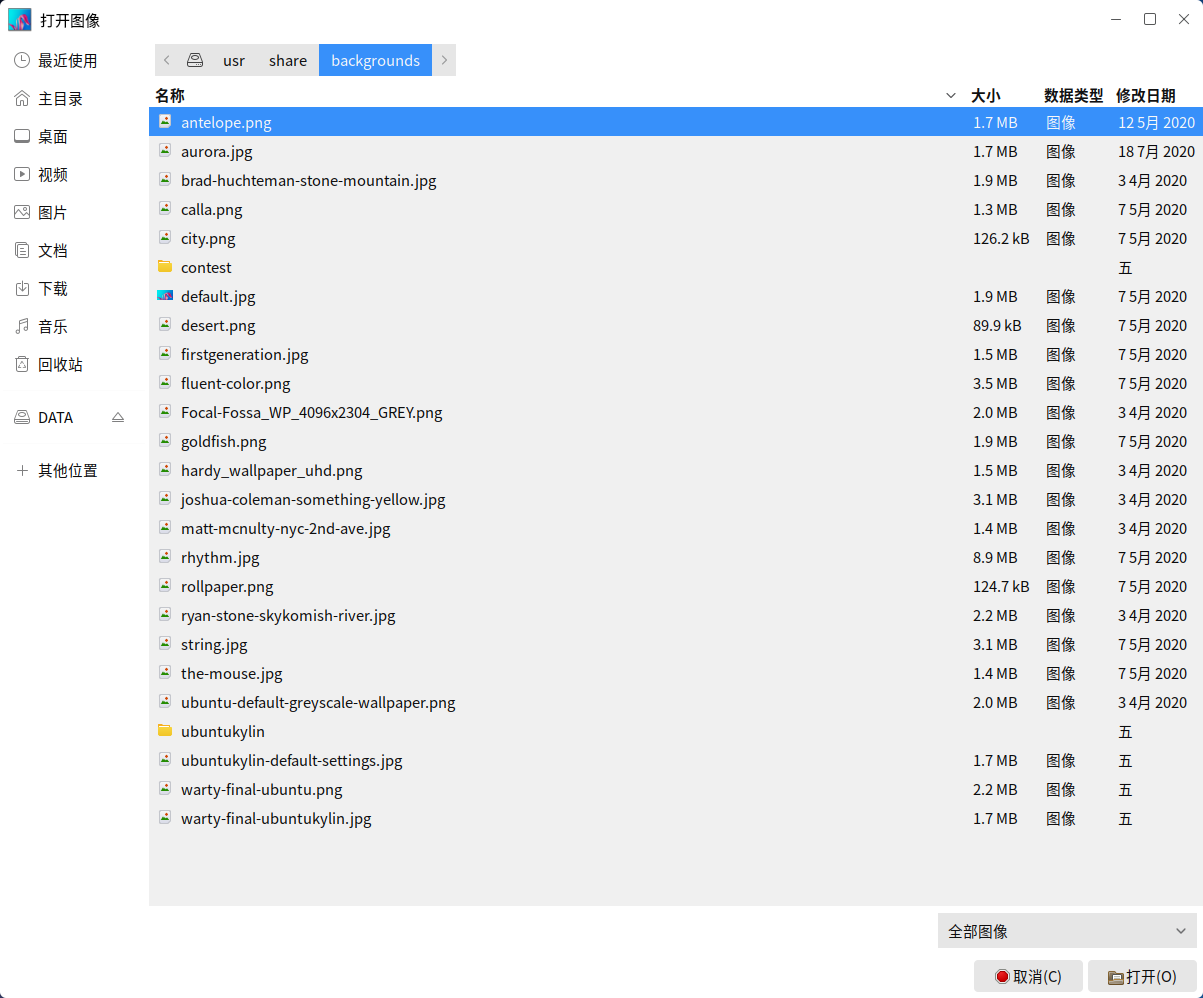 打开图像
最近使用
主目录
桌面
视频
图片
文档
下载
音乐
回收站
DATA
其他位置
usr share backgrounds
名称 大小 数据类型 修改日期
antelope.png 1.7 MB 图像 12 5月 2020
aurora.jpg 1.7 MB 图像 18 7月 2020
brad-huchteman-stone-mountain.jpg 1.9 MB 图像 3 4月 2020
calla.png 1.3 MB 图像 7 5月 2020
city.png 126.2 kB 图像 7 5月 2020
contest 五
default.jpg 1.9 MB 图像 7 5月 2020
desert.png 89.9 kB 图像 7 5月 2020
firstgeneration.jpg 1.5 MB 图像 7 5月 2020
fluent-color.png 3.5 MB 图像 7 5月 2020
Focal-Fossa_WP_4096x2304_GREY.png 2.0 MB 图像 3 4月 2020
goldfish.png 1.9 MB 图像 7 5月 2020
hardy_wallpaper_uhd.png 1.5 MB 图像 3 4月 2020
joshua-coleman-something-yellow.jpg 3.1 MB 图像 3 4月 2020
matt-mcnulty-nyc-2nd-ave.jpg 1.4 MB 图像 3 4月 2020
rhythm.jpg 8.9 MB 图像 7 5月 2020
rollpaper.png 124.7 kB 图像 7 5月 2020
ryan-stone-skykomish-river.jpg 2.2 MB 图像 3 4月 2020
string.jpg 3.1 MB 图像 7 5月 2020
the-mouse.jpg 1.4 MB 图像 7 5月 2020
ubuntu-default-greyscale-wallpaper.png 2.0 MB 图像 3 4月 2020
ubuntukylin 五
ubuntukylin-default-settings.jpg 1.7 MB 图像 五
warty-final-ubuntu.png 2.2 MB 图像 五
warty-final-ubuntukylin.jpg 1.7 MB 图像 五
全部图像
取消(C) 打开(O)